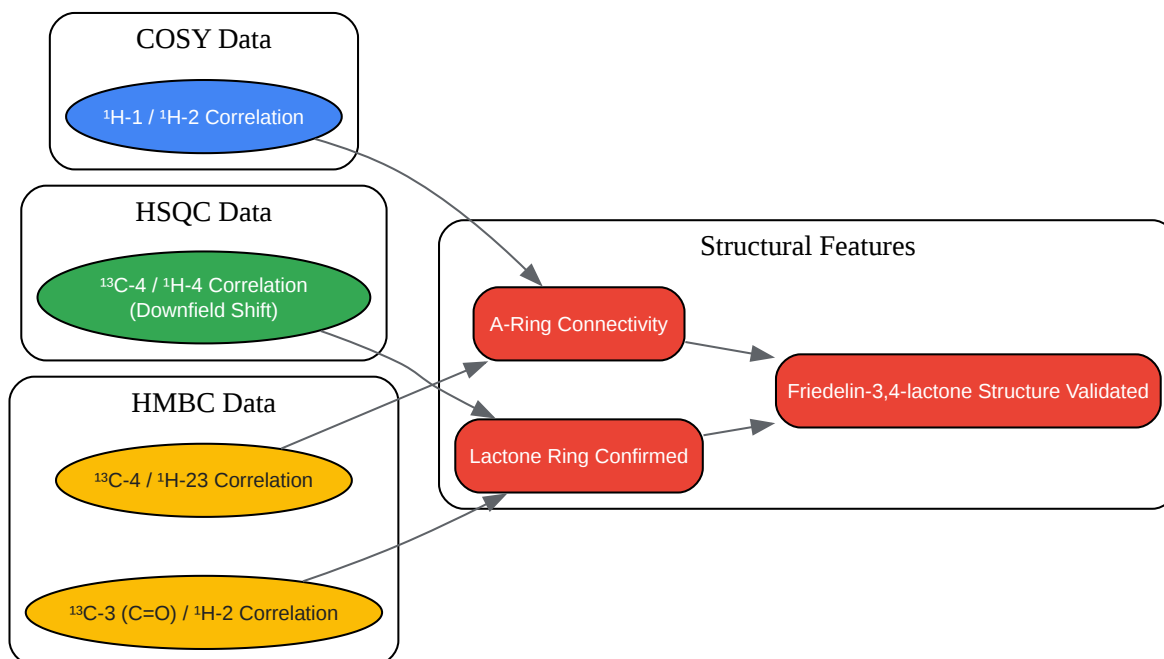 COSY Data
¹H-1 / ¹H-2 Correlation
HSQC Data
¹³C-4 / ¹H-4 Correlation
(Downfield Shift)
HMBC Data
¹³C-4 / ¹H-23 Correlation
¹³C-3 (C=O) / ¹H-2 Correlation
Structural Features
A-Ring Connectivity
Lactone Ring Confirmed
Friedelin-3,4-lactone Structure Validated